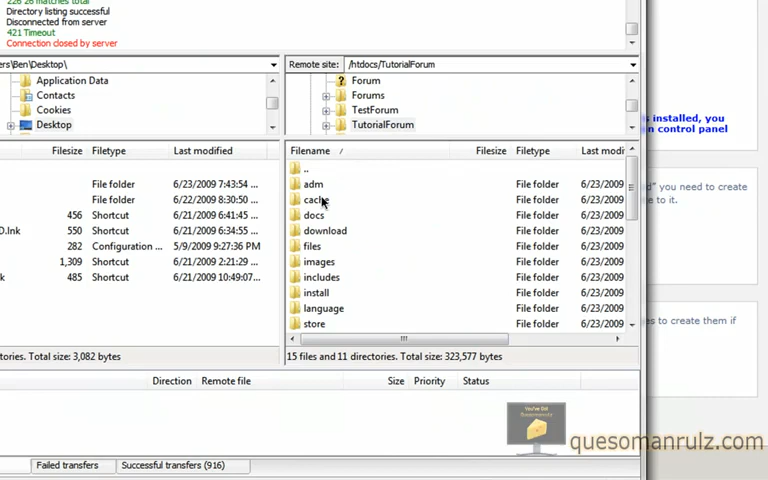 226 26 matches total
Directory listing successful
Disconnected from server
421 Timeout
Connection closed by server
ers\Ben\Desktop\
Remote site: /htdocs/TutorialForum
Application Data
Contacts
Cookies
Desktop
Forum
Forums
TestForum
TutorialForum
Filesize Filetype Last modified
File folder 6/23/2009 7:43:54 ...
File folder 6/22/2009 8:30:50 ...
456 Shortcut 6/21/2009 6:41:45 ...
O.lnk 550 Shortcut 6/21/2009 6:34:55 ...
282 Configuration ... 5/9/2009 9:27:36 PM
1,309 Shortcut 6/21/2009 2:21:29 ...
k 485 Shortcut 6/21/2009 10:49:07...
Filename / Filesize Filetype Last modi
..
adm File folder 6/23/2009
cache File folder 6/23/2009
docs File folder 6/23/2009
download File folder 6/23/2009
files File folder 6/23/2009
images File folder 6/23/2009
includes File folder 6/23/2009
install File folder 6/23/2009
language File folder 6/23/2009
store File folder 6/23/2009
ories. Total size: 3,082 bytes
15 files and 11 directories. Total size: 323,577 bytes
Direction Remote file Size Priority Status
Failed transfers Successful transfers (916)
s installed, you
n control panel
d" you need to create
e to it.
es to create them if
You've Got
quesomanrulz.com